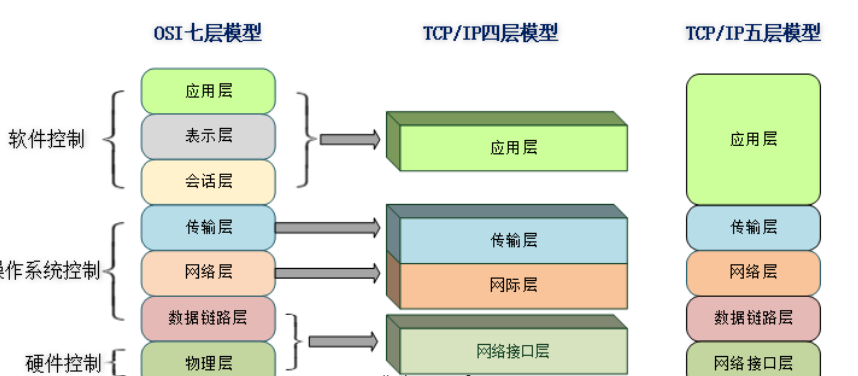 OSI七层模型
TCP/IP四层模型
TCP/IP五层模型
应用层
表示层
会话层
传输层
网络层
数据链路层
物理层
软件控制
操作系统控制
硬件控制
应用层
传输层
网际层
网络接口层
应用层
传输层
网络层
数据链路层
网络接口层